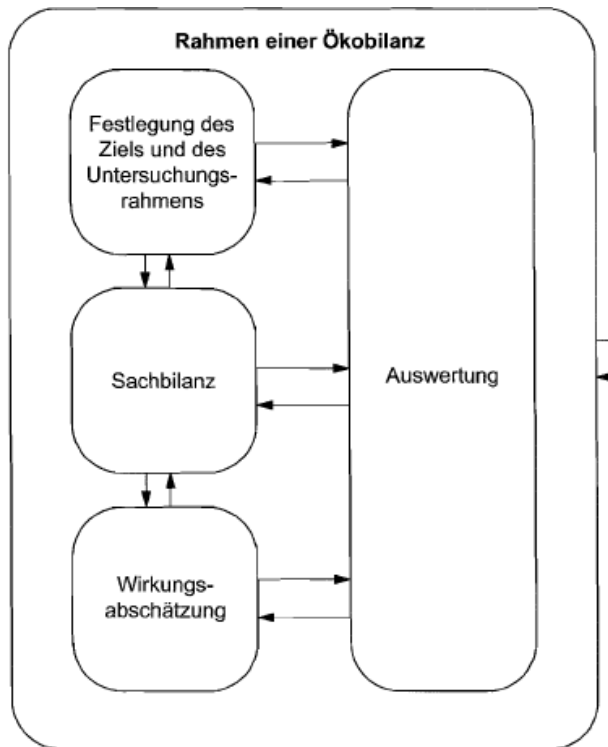 Rahmen einer Ökobilanz
Festlegung des
Ziels und des
Untersuchungs-
rahmens
Sachbilanz
Wirkungs-
abschätzung
Auswertung